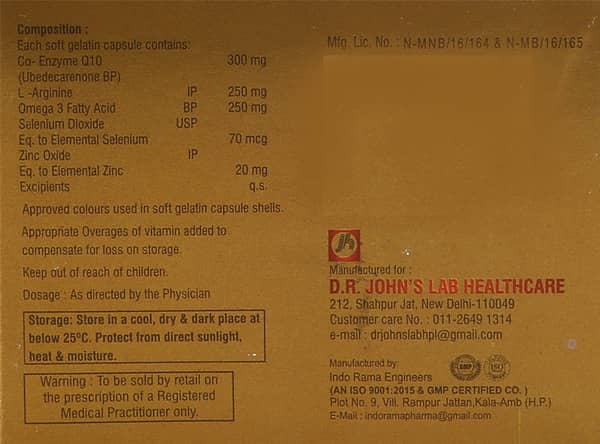 Composition :
Each soft gelatin capsule contains:
Co- Enzyme Q10 300 mg
(Ubedecarenone BP)
L -Arginine IP 250 mg
Omega 3 Fatty Acid BP 250 mg
Selenium Dioxide USP
Eq. to Elemental Selenium 70 mcg
Zinc Oxide IP
Eq. to Elemental Zinc 20 mg
Excipients q.s.
Approved colours used in soft gelatin capsule shells.
Appropriate Overages of vitamin added to
compensate for loss on storage.
Keep out of reach of children.
Dosage : As directed by the Physician
Storage: Store in a cool, dry & dark place at
below 25°C. Protect from direct sunlight,
heat & moisture.
Warning : To be sold by retail on
the prescription of a Registered
Medical Practitioner only.
Mfg. Lic. No. : N-MNB/16/164 & N-MB/16/165
jh
Manufactured for :
D.R. JOHN'S LAB HEALTHCARE
212, Shahpur Jat, New Delhi-110049
Customer care No. : 011-2649 1314
e-mail : drjohnslabhpl@gmail.com
Manufactured by:
GMP ISO
Indo Rama Engineers
(AN ISO 9001:2015 & GMP CERTIFIED CO. )
Plot No. 9, Vill. Rampur Jattan,Kala-Amb (H.P.)
E-Mail : indoramapharma@gmail.com